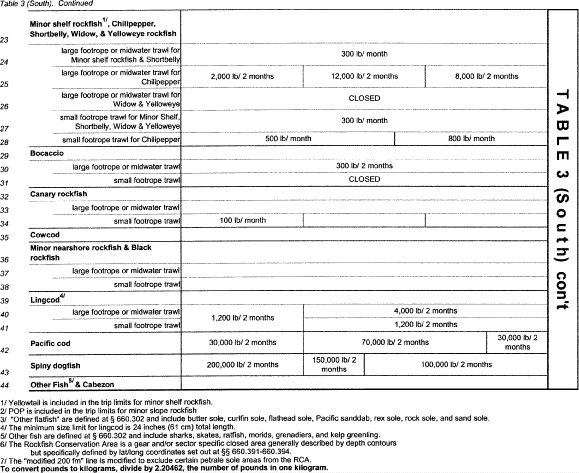 Table 3 (South). Continued
Minor shelf rockfish1/, Chilipepper,
Shortbelly, Widow, & Yelloweye rockfish
23
large footrope or midwater trawl for
Minor shelf rockfish & Shortbelly
300 lb/ month
24
large footrope or midwater trawl for
Chilipepper
2,000 lb/ 2 months
12,000 lb/ 2 months
8,000 lb/ 2 months
25
large footrope or midwater trawl for
Widow & Yelloweye
CLOSED
26
small footrope trawl for Minor Shelf,
Shortbelly, Widow & Yelloweye
300 lb/ month
27
small footrope trawl for Chilipepper
500 lb/ month
800 lb/ month
28
Bocaccio
29
large footrope or midwater trawl
300 lb/ 2 months
30
small footrope trawl
CLOSED
31
Canary rockfish
32
large footrope or midwater trawl
33
small footrope trawl
100 lb/ month
34
Cowcod
35
Minor nearshore rockfish & Black
rockfish
36
large footrope or midwater trawl
37
small footrope trawl
38
Lingcod4/
39
large footrope or midwater trawl
1,200 lb/ 2 months
4,000 lb/ 2 months
40
small footrope trawl
1,200 lb/ 2 months
41
Pacific cod
30,000 lb/ 2 months
70,000 lb/ 2 months
30,000 lb/ 2
months
42
Spiny dogfish
200,000 lb/ 2 months
150,000 lb/ 2
months
100,000 lb/ 2 months
43
Other Fish5/ & Cabezon
44
TABLE 3 (South) con't
1/ Yellowtail is included in the trip limits for minor shelf rockfish.
2/ POP is included in the trip limits for minor slope rockfish
3/ "Other flatfish" are defined at § 660.302 and include butter sole, curlfin sole, flathead sole, Pacific sanddab, rex sole, rock sole, and sand sole.
4/ The minimum size limit for lingcod is 24 inches (61 cm) total length.
5/ Other fish are defined at § 660.302 and include sharks, skates, ratfish, morids, grenadiers, and kelp greenling.
6/ The Rockfish Conservation Area is a gear and/or sector specific closed area generally described by depth contours
but specifically defined by lat/long coordinates set out at §§ 660.391-660.394.
7/ The "modified 200 fm" line is modified to exclude certain petrale sole areas from the RCA.
To convert pounds to kilograms, divide by 2.20462, the number of pounds in one kilogram.